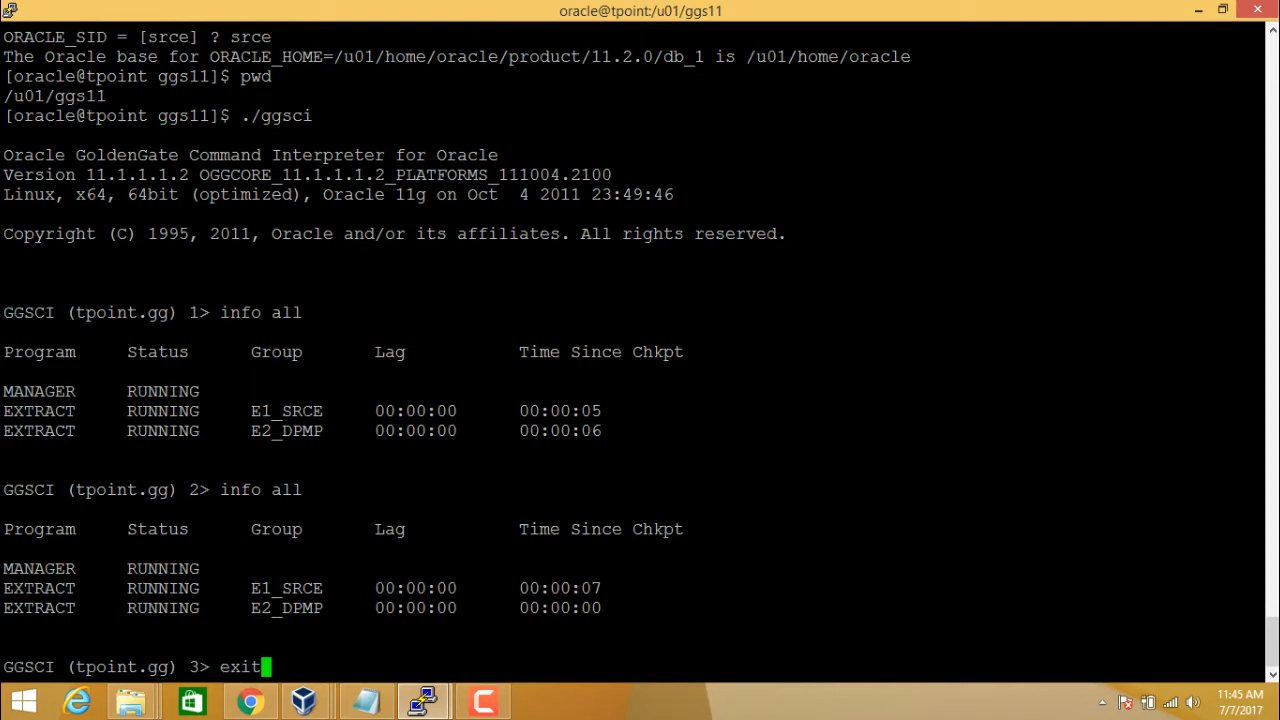 oracle@tpoint:/u01/ggs11
ORACLE_SID = [srce] ? srce
The Oracle base for ORACLE_HOME=/u01/home/oracle/product/11.2.0/db_1 is /u01/home/oracle
[oracle@tpoint ggs11]$ pwd
/u01/ggs11
[oracle@tpoint ggs11]$ ./ggsci
Oracle GoldenGate Command Interpreter for Oracle
Version 11.1.1.1.2 OGGCORE_11.1.1.1.2_PLATFORMS_111004.2100
Linux, x64, 64bit (optimized), Oracle 11g on Oct  4 2011 23:49:46
Copyright (C) 1995, 2011, Oracle and/or its affiliates. All rights reserved.
GGSCI (tpoint.gg) 1> info all
Program     Status      Group       Lag           Time Since Chkpt
MANAGER     RUNNING
EXTRACT     RUNNING     E1_SRCE     00:00:00      00:00:05
EXTRACT     RUNNING     E2_DPMP     00:00:00      00:00:06
GGSCI (tpoint.gg) 2> info all
Program     Status      Group       Lag           Time Since Chkpt
MANAGER     RUNNING
EXTRACT     RUNNING     E1_SRCE     00:00:00      00:00:07
EXTRACT     RUNNING     E2_DPMP     00:00:00      00:00:00
GGSCI (tpoint.gg) 3> exit
11:45 AM
7/7/2017